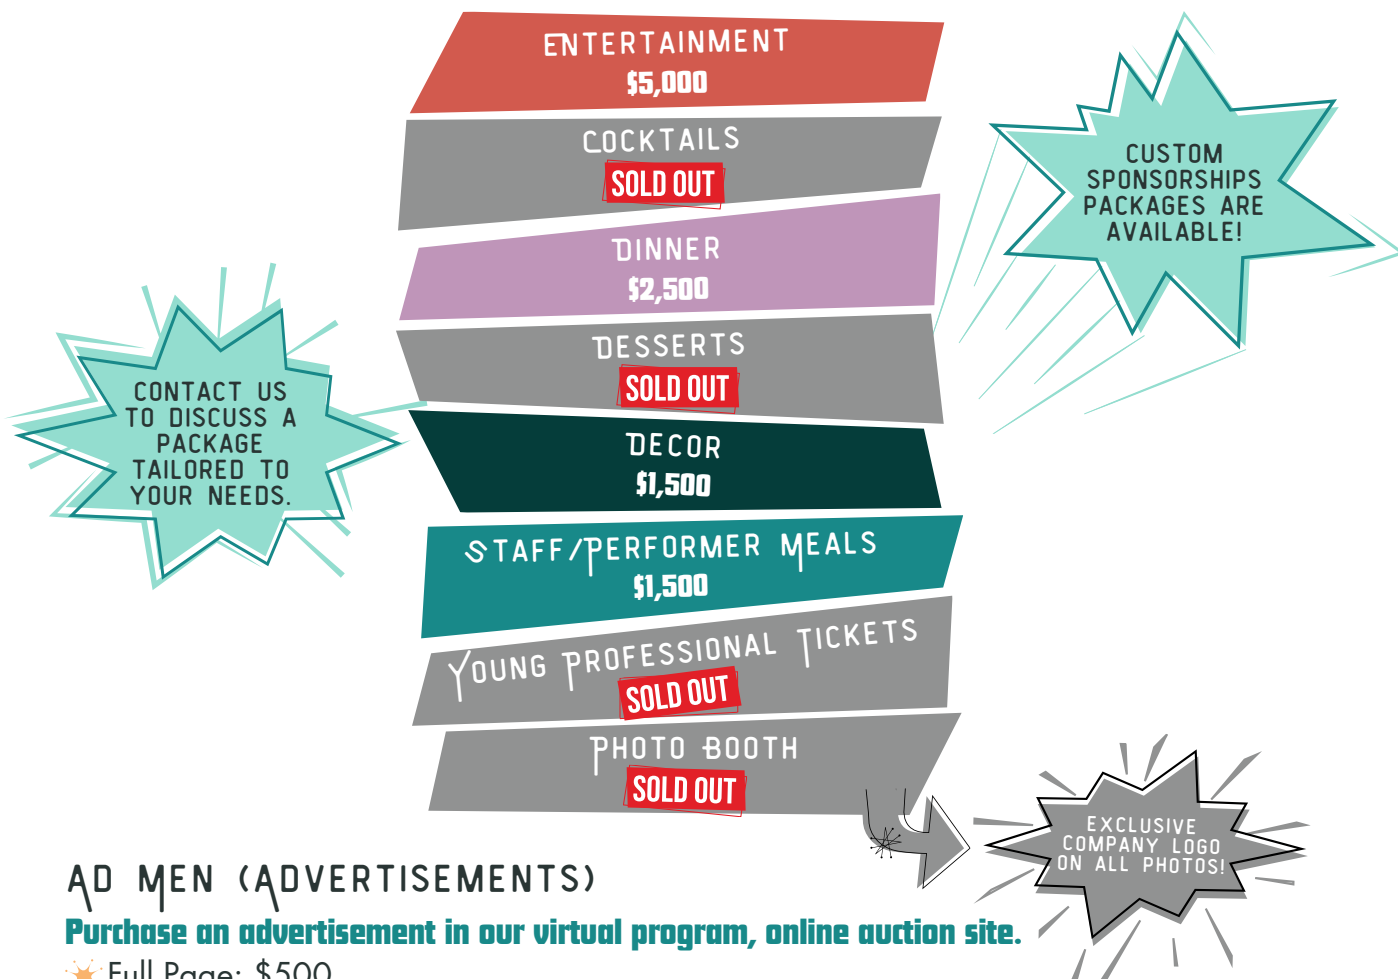 ENTERTAINMENT
$5,000
COCKTAILS
SOLD OUT
DINNER
$2,500
DESSERTS
SOLD OUT
DECOR
$1,500
STAFF/PERFORMER MEALS
$1,500
YOUNG PROFESSIONAL TICKETS
SOLD OUT
PHOTO BOOTH
SOLD OUT
CUSTOM
SPONSORSHIPS
PACKAGES ARE
AVAILABLE!
CONTACT US
TO DISCUSS A
PACKAGE
TAILORED TO
YOUR NEEDS.
EXCLUSIVE
COMPANY LOGO
ON ALL PHOTOS!
AD MEN (ADVERTISEMENTS)
Purchase an advertisement in our virtual program, online auction site.
Full Page: $500